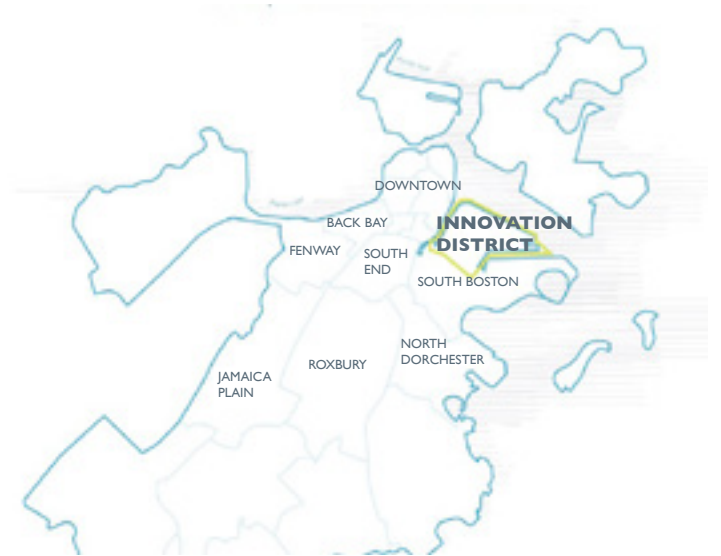 DOWNTOWN
BACK BAY
INNOVATION
DISTRICT
FENWAY
SOUTH
END
SOUTH BOSTON
NORTH
DORCHESTER
ROXBURY
JAMAICA
PLAIN